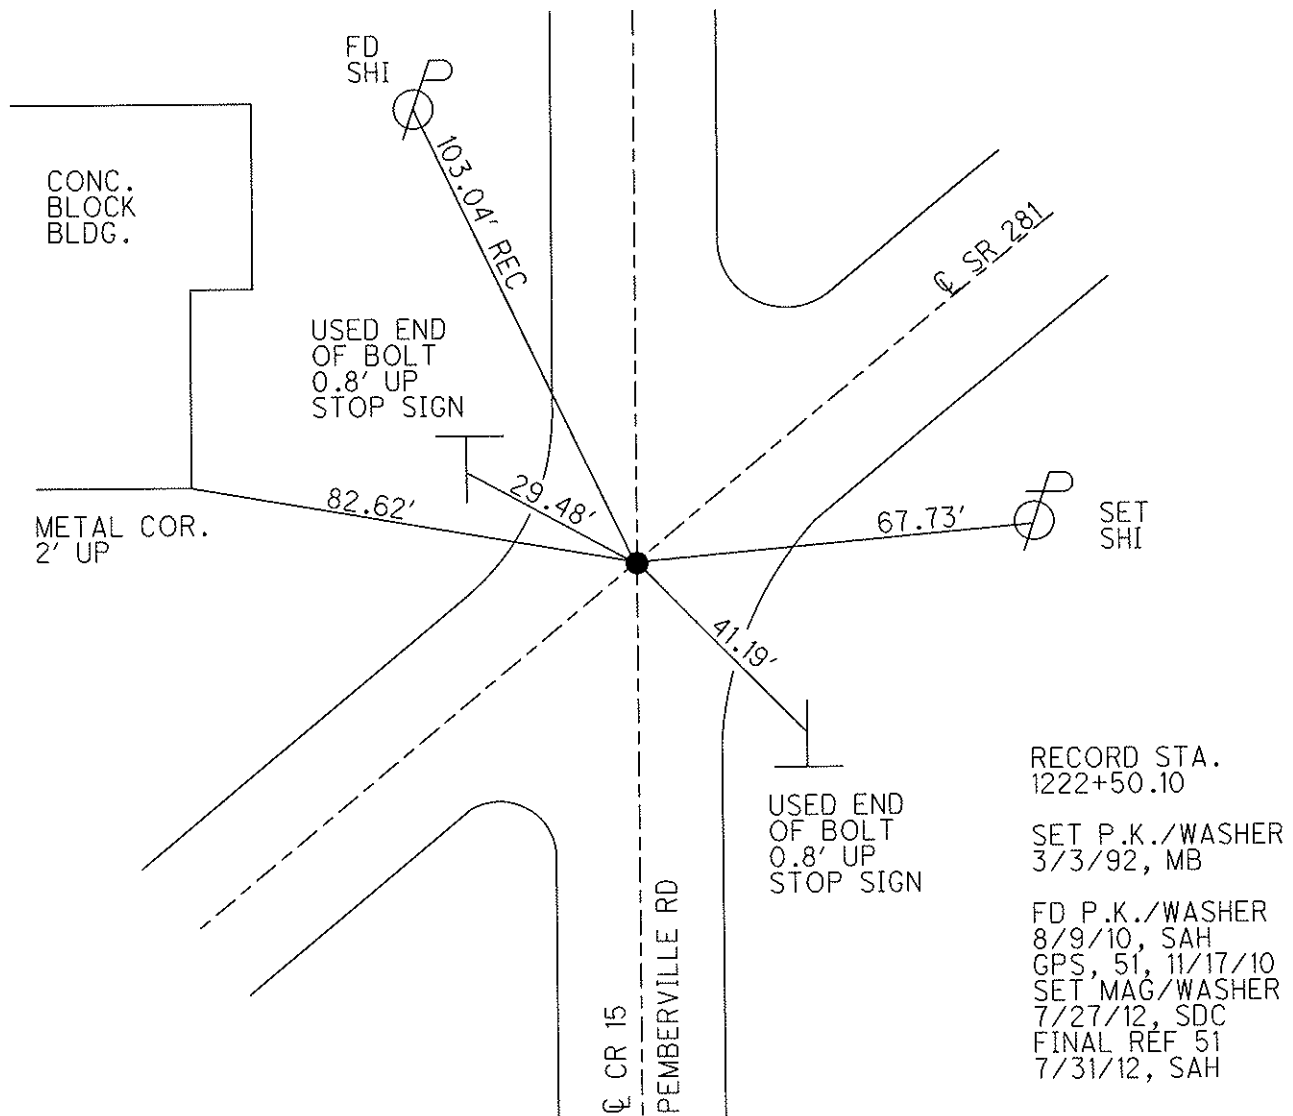 FD
SHI
103.04' REC
CONC.
BLOCK
BLDG.
℄ SR 281
USED END
OF BOLT
0.8' UP
STOP SIGN
82.62'
29.48'
67.73'
SET
SHI
METAL COR.
2' UP
41.19'
USED END
OF BOLT
0.8' UP
STOP SIGN
℄ CR 15
PEMBERVILLE RD
RECORD STA.
1222+50.10
SET P.K./WASHER
3/3/92, MB
FD P.K./WASHER
8/9/10, SAH
GPS, 51, 11/17/10
SET MAG/WASHER
7/27/12, SDC
FINAL REF 51
7/31/12, SAH